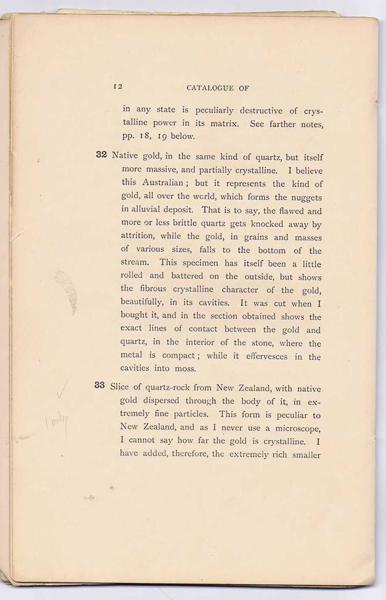 12 CATALOGUE OF
in any state is peculiarly destructive of crys-
talline power in its matrix. See farther notes,
pp. 18, 19 below.
32 Native gold, in the same kind of quartz, but itself
more massive, and partially crystalline. I believe
this Australian; but it represents the kind of
gold, all over the world, which forms the nuggets
in alluvial deposit. That is to say, the flawed and
more or less brittle quartz gets knocked away by
attrition, while the gold, in grains and masses
of various sizes, falls to the bottom of the
stream. This specimen has itself been a little
rolled and battered on the outside, but shows
the fibrous crystalline character of the gold,
beautifully, in its cavities. It was cut when I
bought it, and in the section obtained shows the
exact lines of contact between the gold and
quartz, in the interior of the stone, where the
metal is compact; while it effervesces in the
cavities into moss.
33 Slice of quartz-rock from New Zealand, with native
gold dispersed through the body of it, in ex-
tremely fine particles. This form is peculiar to
New Zealand, and as I never use a microscope,
I cannot say how far the gold is crystalline. I
have added, therefore, the extremely rich smaller